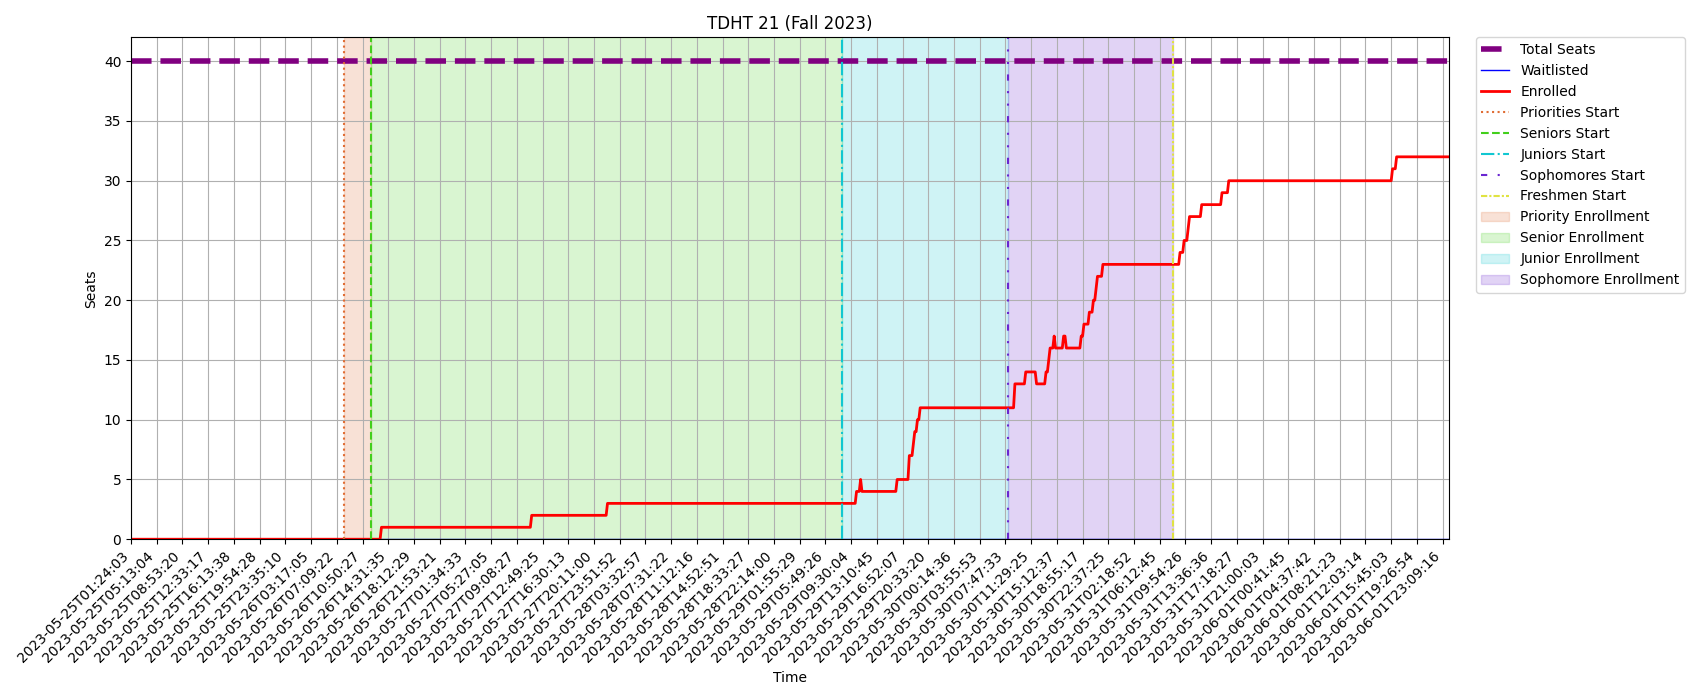 TDHT 21 (Fall 2023)
Total Seats
Waitlisted
Enrolled
Priorities Start
Seniors Start
Juniors Start
Sophomores Start
Freshmen Start
Priority Enrollment
Senior Enrollment
Junior Enrollment
Sophomore Enrollment
Seats
40
35
30
25
20
15
10
5
0
2023-05-25T01:24:03
2023-05-25T05:13:04
2023-05-25T08:53:20
2023-05-25T12:33:17
2023-05-25T16:13:38
2023-05-25T19:54:28
2023-05-25T23:35:10
2023-05-26T03:17:05
2023-05-26T07:09:22
2023-05-26T10:50:27
2023-05-26T14:31:35
2023-05-26T18:12:29
2023-05-26T21:53:21
2023-05-27T01:34:33
2023-05-27T05:27:05
2023-05-27T09:08:27
2023-05-27T12:49:25
2023-05-27T16:30:13
2023-05-27T20:11:00
2023-05-27T23:51:52
2023-05-28T03:32:57
2023-05-28T07:31:22
2023-05-28T11:12:16
2023-05-28T14:52:51
2023-05-28T18:33:27
2023-05-28T22:14:00
2023-05-29T01:55:29
2023-05-29T05:49:26
2023-05-29T09:30:04
2023-05-29T13:10:45
2023-05-29T16:52:07
2023-05-29T20:33:20
2023-05-30T00:14:36
2023-05-30T03:55:53
2023-05-30T07:47:33
2023-05-30T11:29:25
2023-05-30T15:12:37
2023-05-30T18:55:17
2023-05-30T22:37:25
2023-05-31T02:18:52
2023-05-31T06:12:45
2023-05-31T09:54:26
2023-05-31T13:36:36
2023-05-31T17:18:27
2023-05-31T21:00:03
2023-06-01T00:41:45
2023-06-01T04:37:42
2023-06-01T08:21:23
2023-06-01T12:03:14
2023-06-01T15:45:03
2023-06-01T19:26:54
2023-06-01T23:09:16
Time